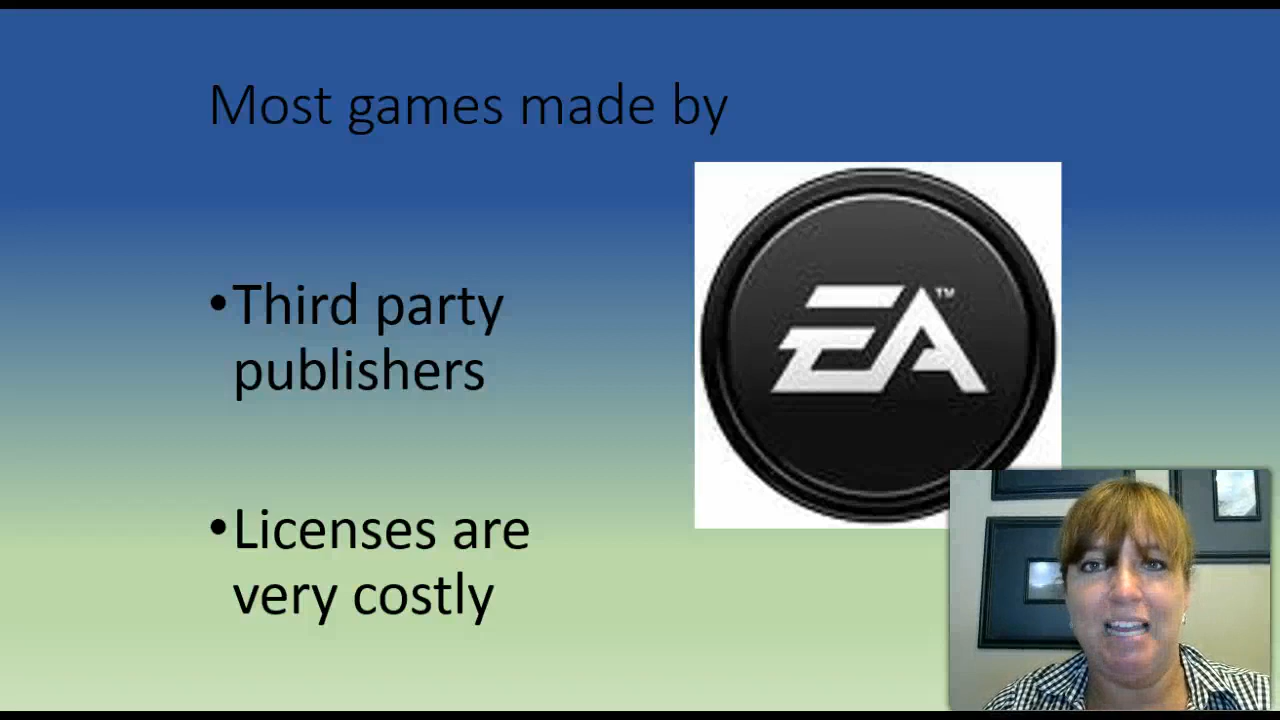 Most games made by
•Third party
publishers
EA™
•Licenses are
very costly